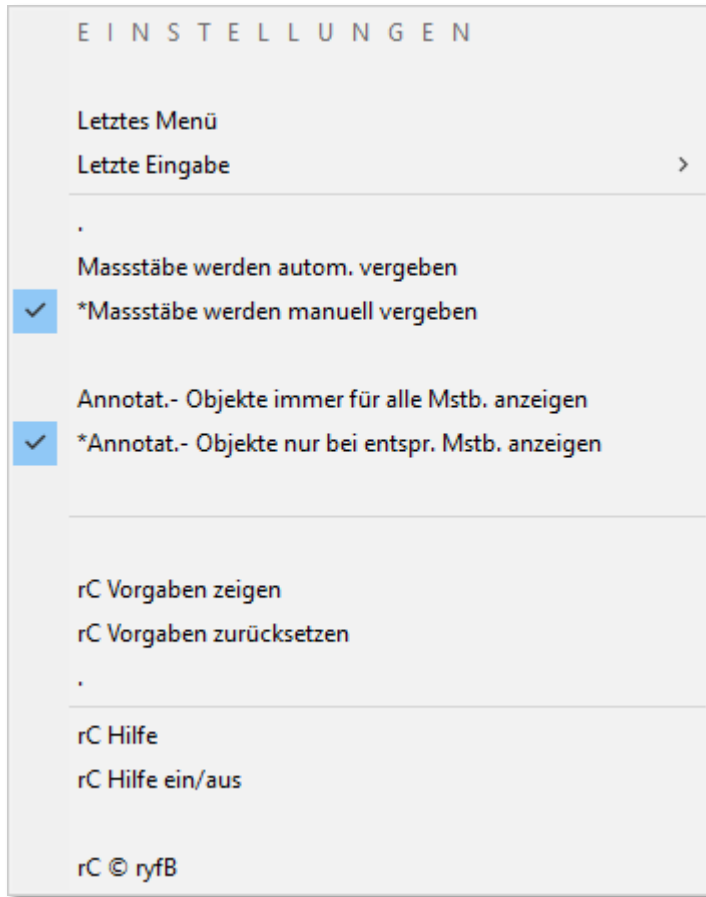 E I N S T E L L U N G E N
Letztes Menü
Letzte Eingabe
.
Massstäbe werden autom. vergeben
*Massstäbe werden manuell vergeben
Annotat.- Objekte immer für alle Mstb. anzeigen
*Annotat.- Objekte nur bei entspr. Mstb. anzeigen
rC Vorgaben zeigen
rC Vorgaben zurücksetzen
.
rC Hilfe
rC Hilfe ein/aus
rC © ryfB